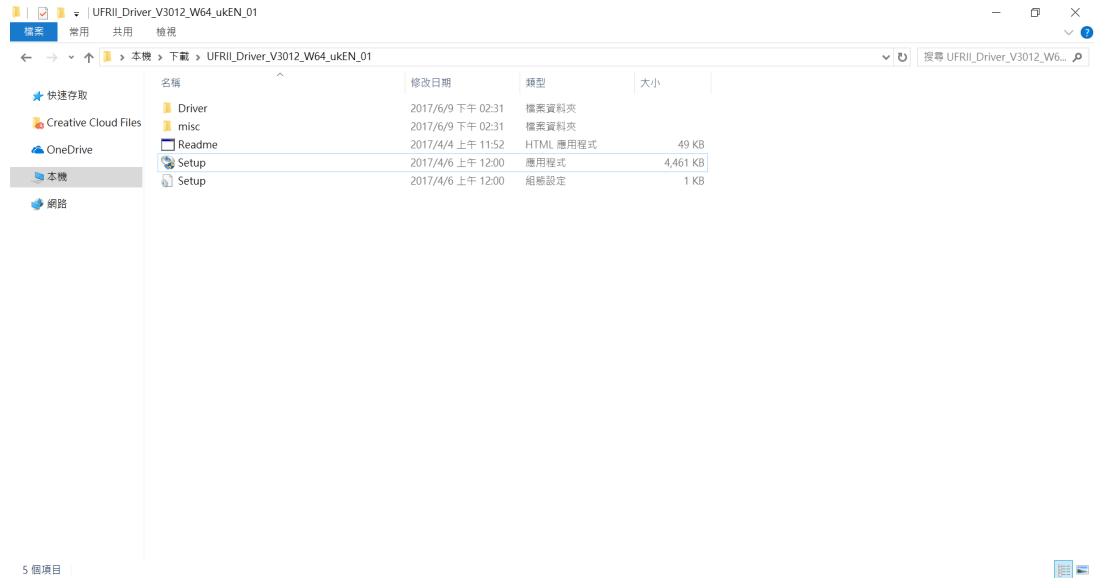 UFRII_Driver_V3012_W64_ukEN_01
檔案 常用 共用 檢視
本機 下載 UFRII_Driver_V3012_W64_ukEN_01 搜尋 UFRII_Driver_V3012_W6...
名稱 修改日期 類型 大小
快速存取
Creative Cloud Files
OneDrive
本機
網路
Driver 2017/6/9 下午 02:31 檔案資料夾
misc 2017/6/9 下午 02:31 檔案資料夾
Readme 2017/4/4 上午 11:52 HTML 應用程式 49 KB
Setup 2017/4/6 上午 12:00 應用程式 4,461 KB
Setup 2017/4/6 上午 12:00 組態設定 1 KB
5 個項目